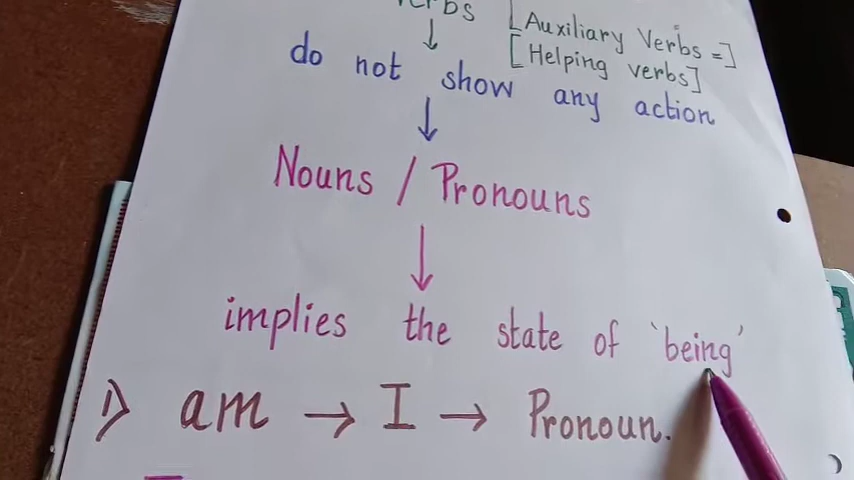 verbs [Auxiliary Verbs =]
[Helping verbs]
do not show any action
Nouns / Pronouns
implies the state of 'being'
1) am → I → Pronoun.